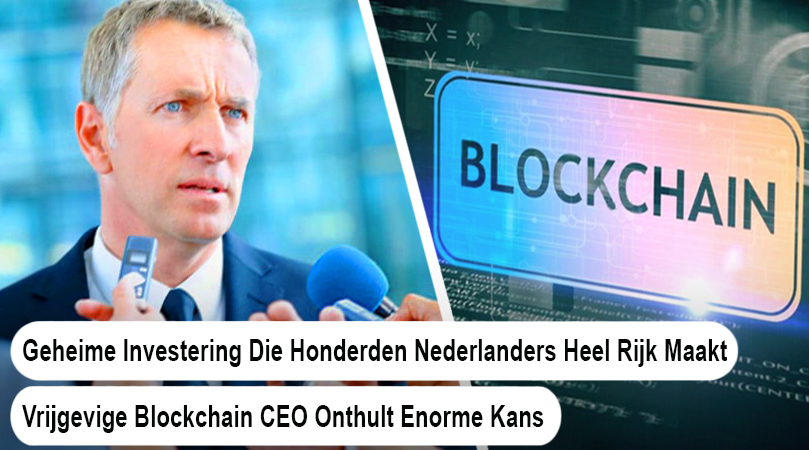 X = x;
Y = y;
Z
BLOCKCHAIN
Geheime Investering Die Honderden Nederlanders Heel Rijk Maakt
Vrijgevige Blockchain CEO Onthult Enorme Kans